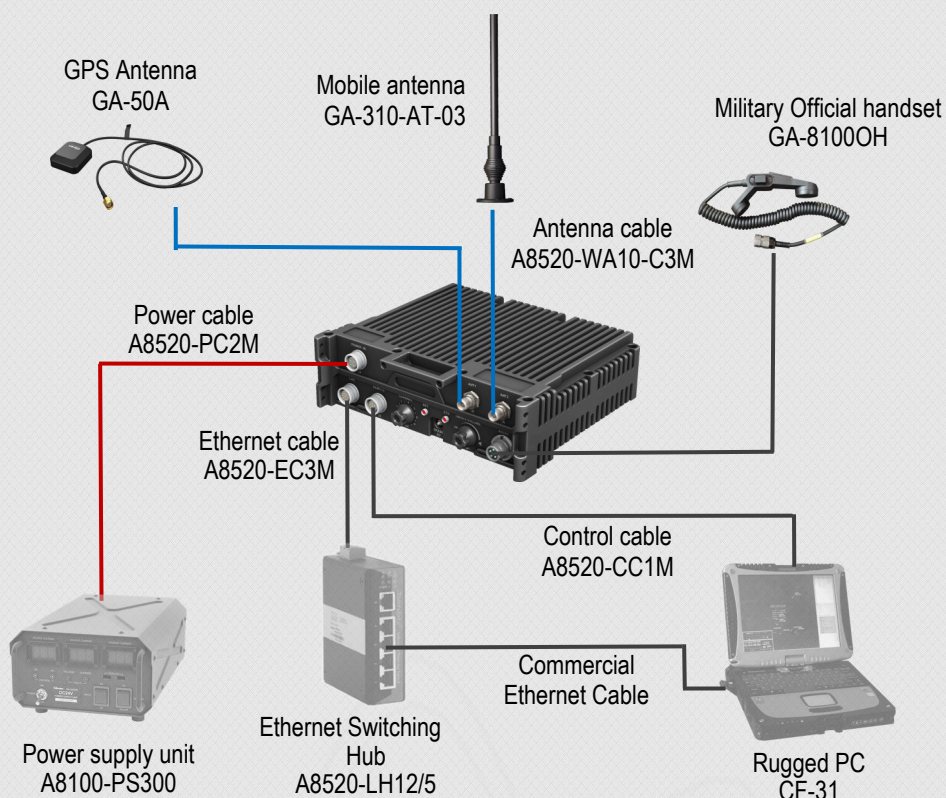 GPS Antenna
GA-50A
Mobile antenna
GA-310-AT-03
Military Official handset
GA-8100OH
Antenna cable
A8520-WA10-C3M
Power cable
A8520-PC2M
Ethernet cable
A8520-EC3M
Control cable
A8520-CC1M
Commercial
Ethernet Cable
Power supply unit
A8100-PS300
Ethernet Switching
Hub
A8520-LH12/5
Rugged PC
CF-31